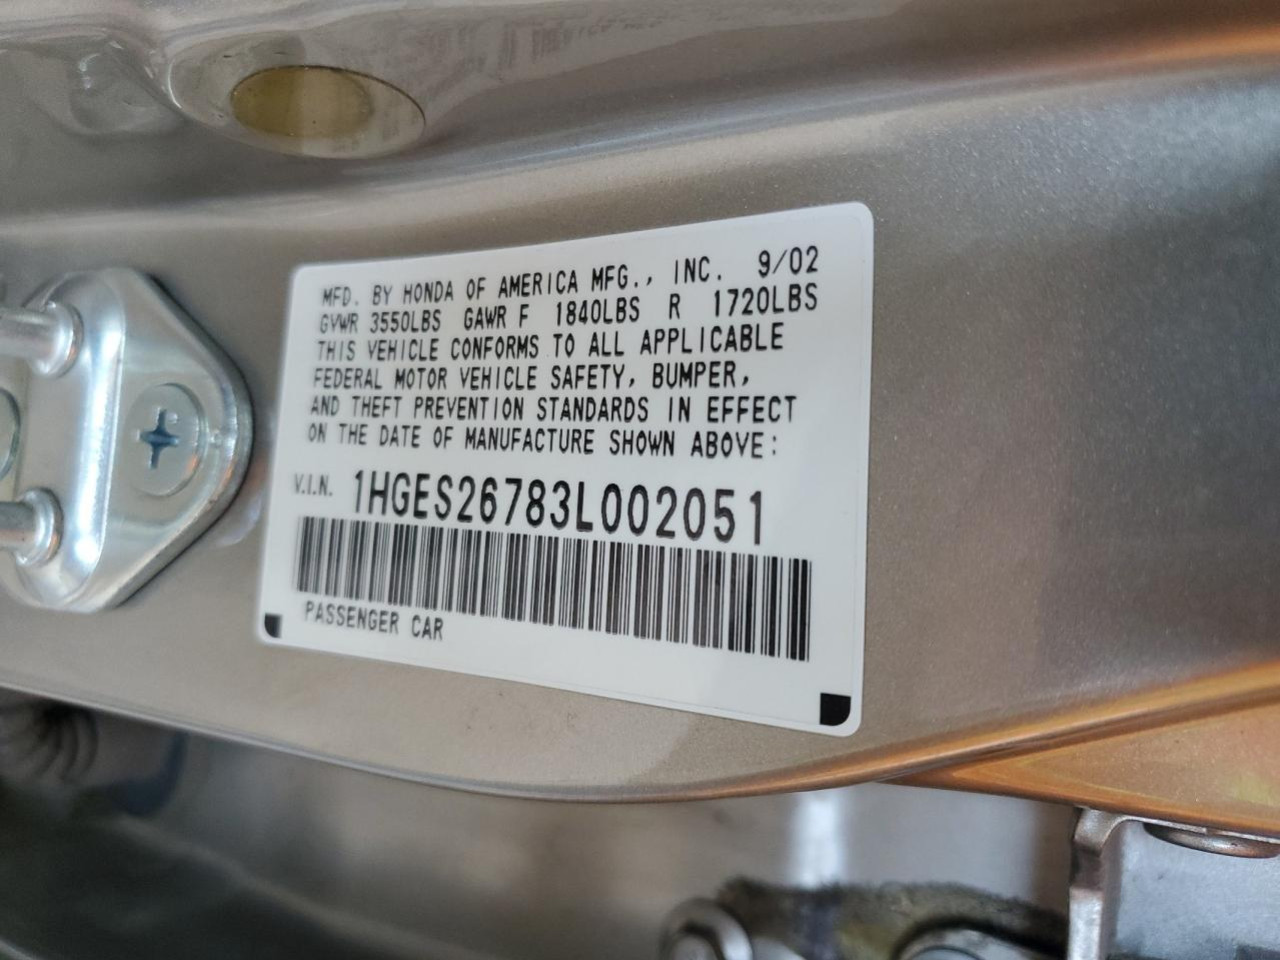 MFD. BY HONDA OF AMERICA MFG., INC. 9/02
GVWR 3550LBS GAWR F 1840LBS R 1720LBS
THIS VEHICLE CONFORMS TO ALL APPLICABLE
FEDERAL MOTOR VEHICLE SAFETY, BUMPER,
AND THEFT PREVENTION STANDARDS IN EFFECT
ON THE DATE OF MANUFACTURE SHOWN ABOVE:
V.I.N. 1HGES26783L002051
PASSENGER CAR